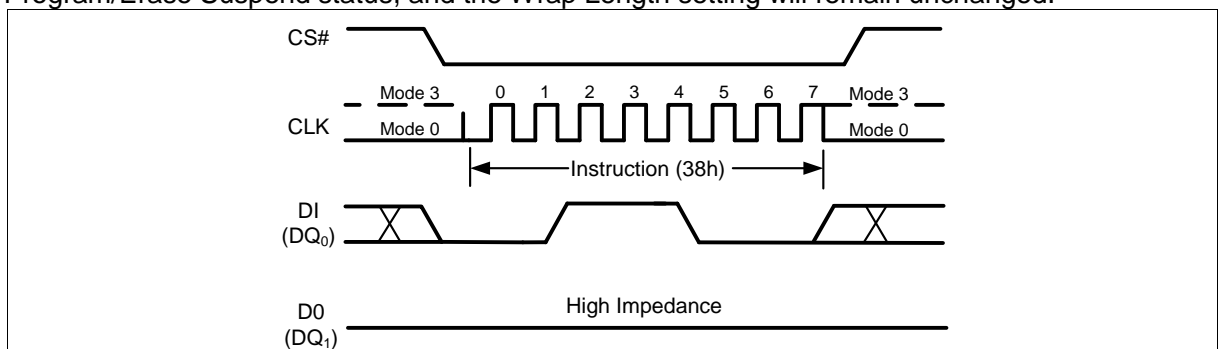 Program/Erase Suspend status, and the Wrap Length setting will remain unchanged.
CS#
Mode 3 0 1 2 3 4 5 6 7 Mode 3
CLK
Mode 0 Mode 0
Instruction (38h)
DI
(DQ0)
High Impedance
D0
(DQ1)